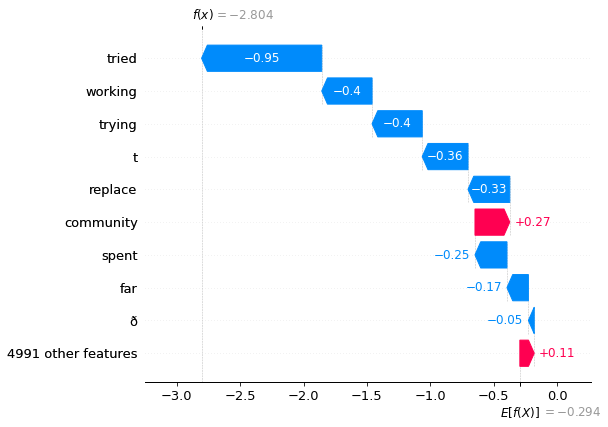 f(x) = −2.804
tried −0.95
working −0.4
trying −0.4
t −0.36
replace −0.33
community +0.27
spent −0.25
far −0.17
ð −0.05
4991 other features +0.11
−3.0 −2.5 −2.0 −1.5 −1.0 −0.5 0.0
E[f(X)] = −0.294